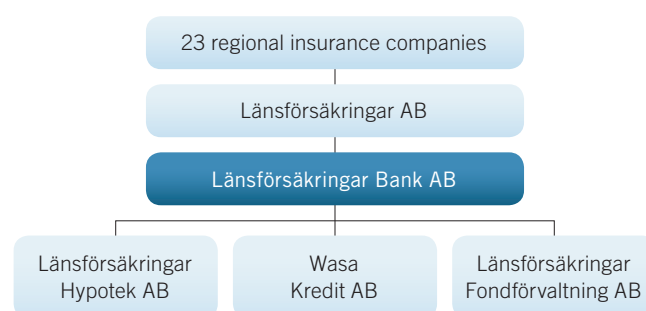 23 regional insurance companies
Länsförsäkringar AB
Länsförsäkringar Bank AB
Länsförsäkringar
Hypotek AB
Wasa
Kredit AB
Länsförsäkringar
Fondförvaltning AB